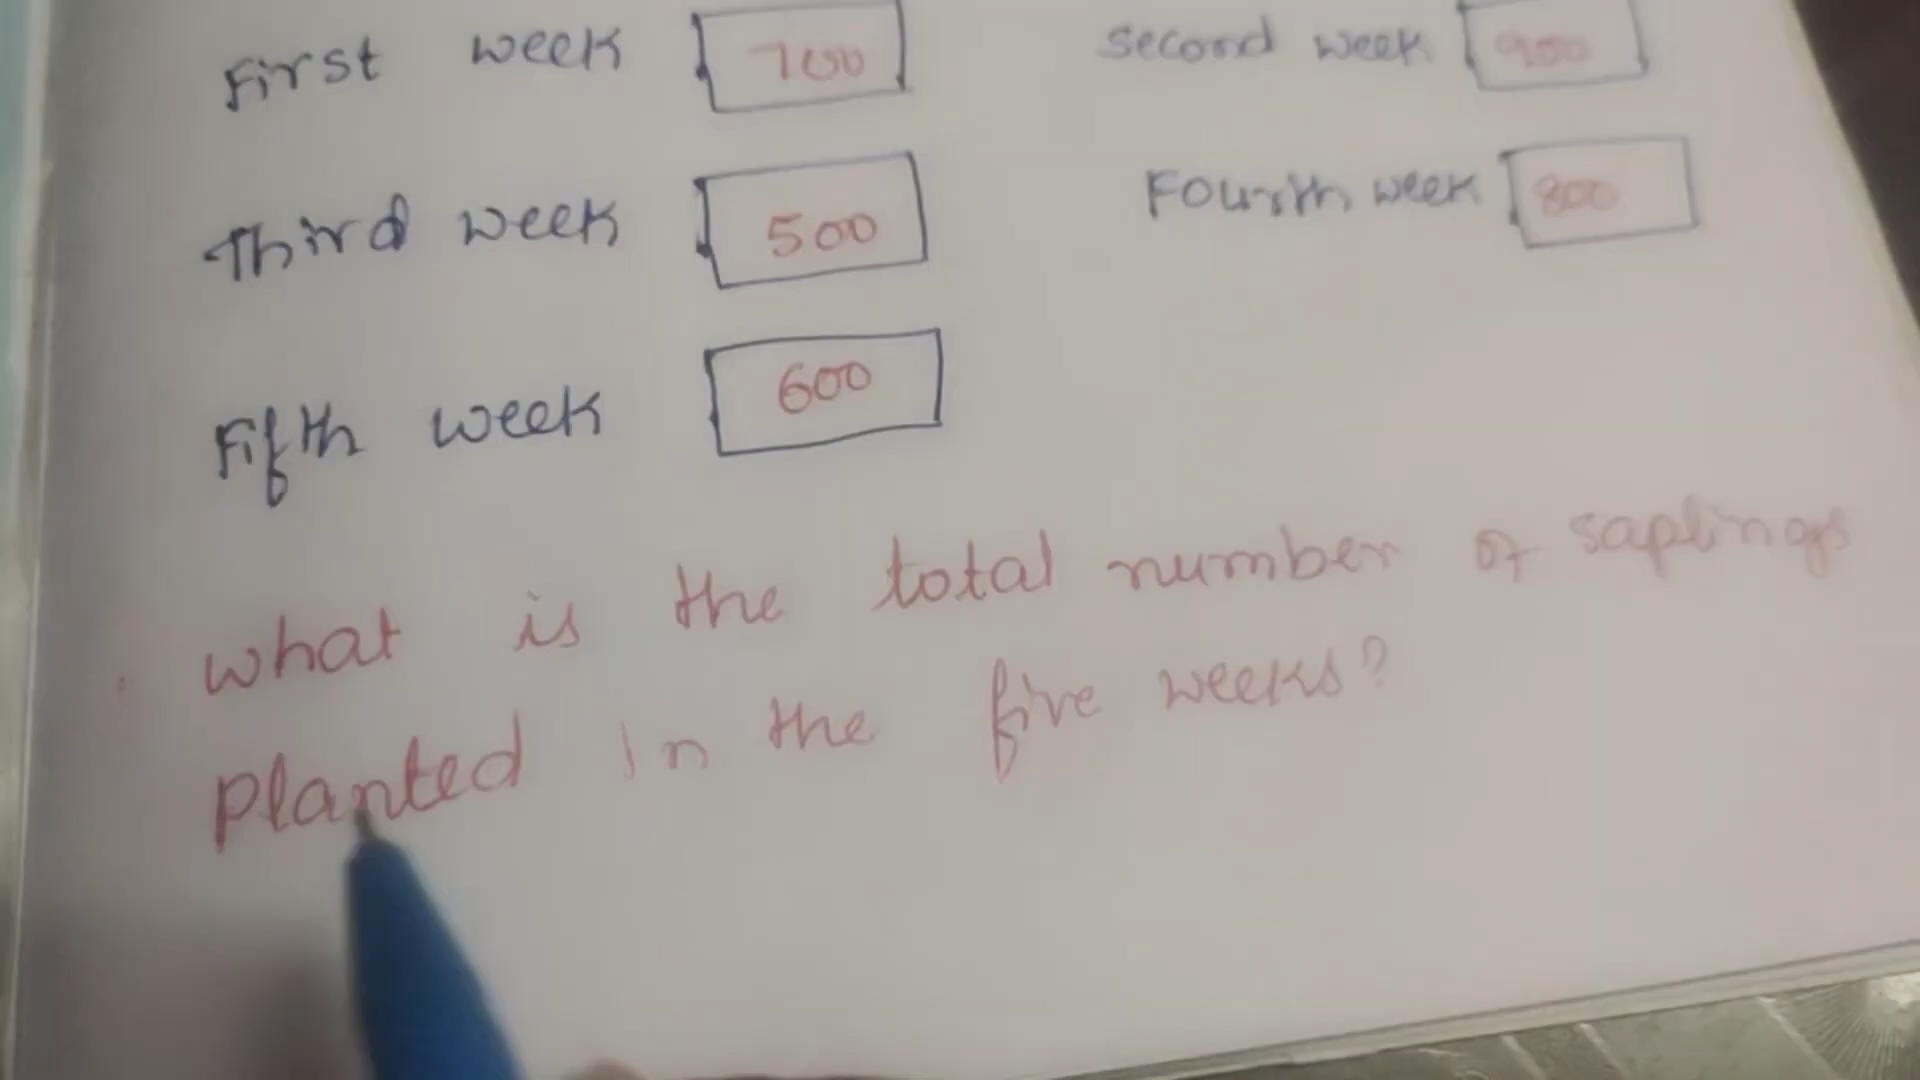 First week 700 second week 900
Third week 500 Fourth week 800
Fifth week 600
what is the total number of saplings
Planted in the five weeks?